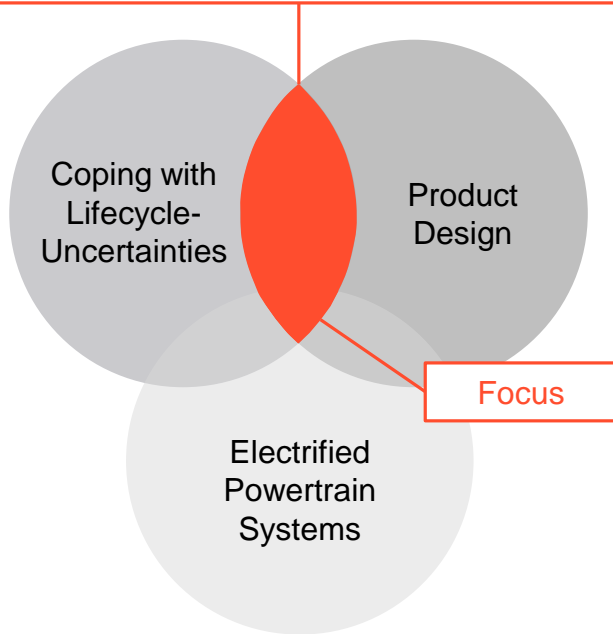 Coping with
Lifecycle-
Uncertainties
Product
Design
Focus
Electrified
Powertrain
Systems